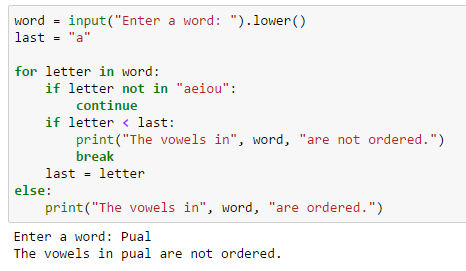 word = input("Enter a word: ").lower()
last = "a"
for letter in word:
    if letter not in "aeiou":
        continue
    if letter < last:
        print("The vowels in", word, "are not ordered.")
        break
    last = letter
else:
    print("The vowels in", word, "are ordered.")
Enter a word: Pual
The vowels in pual are not ordered.